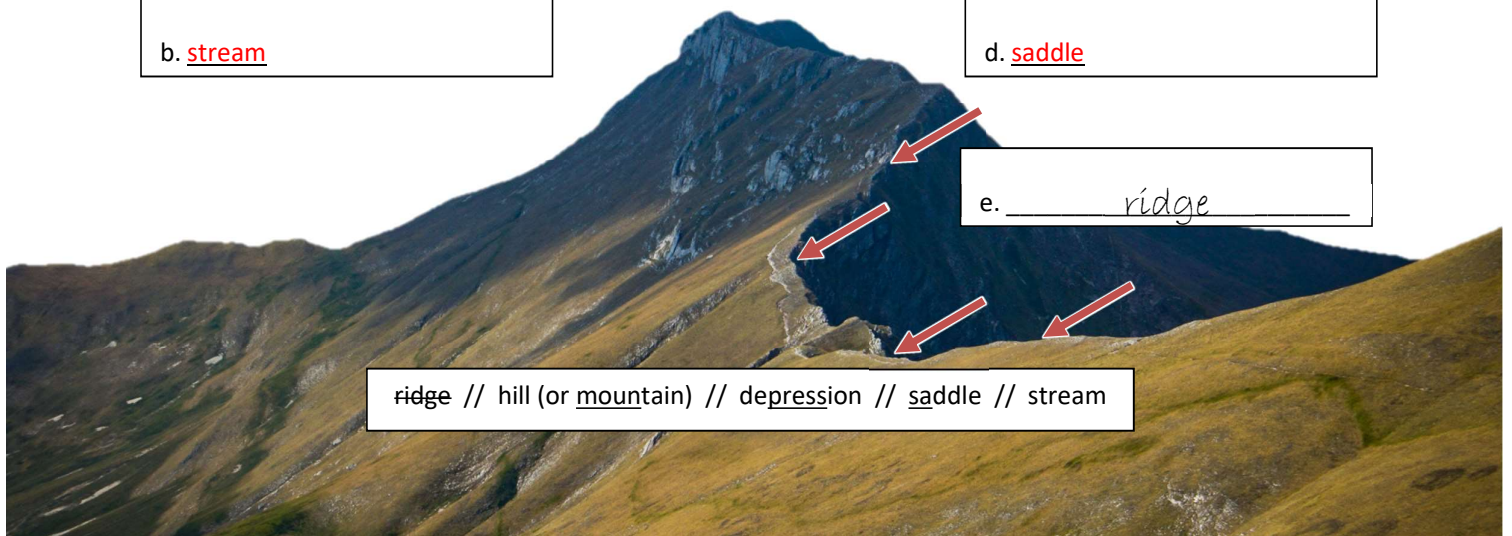 b. stream
d. saddle
e. ridge
ridge // hill (or mountain) // depression // saddle // stream